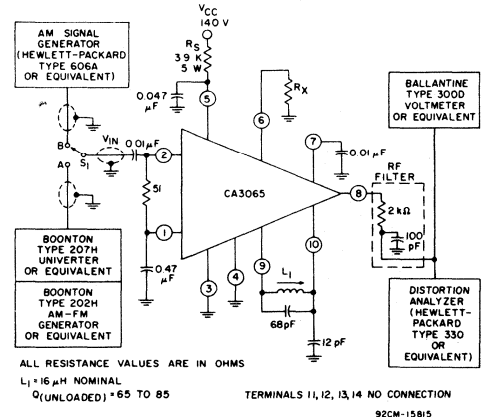 VCC
140 V
AM SIGNAL
GENERATOR
(HEWLETT-PACKARD
TYPE 606A
OR EQUIVALENT)
RS
3.9 K
5 W
0.047
μF
5
6
RX
7
0.01 μF
BALLANTINE
TYPE 300D
VOLTMETER
OR EQUIVALENT
B
S1
A
VIN
0.01 μF
2
51
1
0.47
μF
CA3065
3
4
9
10
L1
68pF
12 pF
8
RF
FILTER
2 kΩ
100
pF
BOONTON
TYPE 207H
UNIVERTER
OR EQUIVALENT
BOONTON
TYPE 202H
AM-FM
GENERATOR
OR EQUIVALENT)
DISTORTION
ANALYZER
(HEWLETT-
PACKARD
TYPE 330
OR
EQUIVALENT)
ALL RESISTANCE VALUES ARE IN OHMS
L1 = 16 μH NOMINAL
Q(UNLOADED) = 65 TO 85
TERMINALS 11, 12, 13, 14 NO CONNECTION
92CM-15815